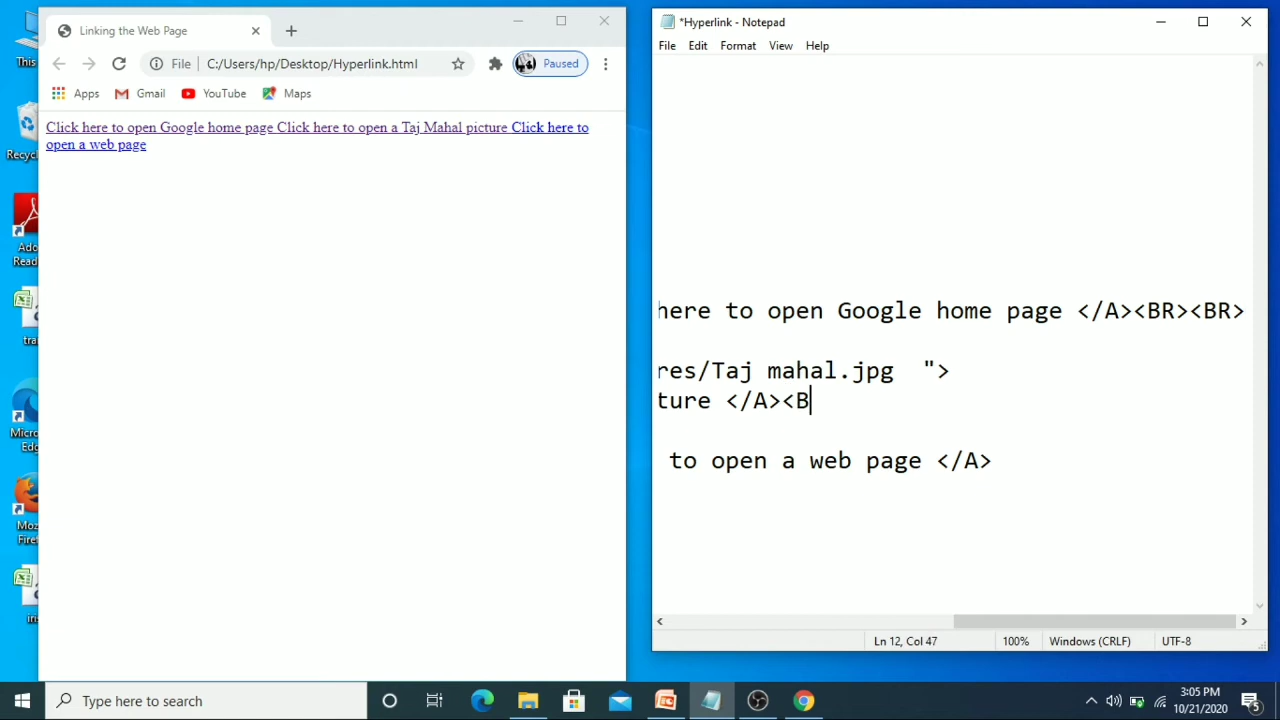 Linking the Web Page
File C:/Users/hp/Desktop/Hyperlink.html Paused
Apps Gmail YouTube Maps
Click here to open Google home page Click here to open a Taj Mahal picture Click here to
open a web page
*Hyperlink - Notepad
File Edit Format View Help
here to open Google home page </A><BR><BR>
res/Taj mahal.jpg  ">
ture </A><B
to open a web page </A>
Ln 12, Col 47 100% Windows (CRLF) UTF-8
This
Recyc
Ado
Read
tra
Micro
Ed
Moz
Firef
iris
Type here to search
3:05 PM
10/21/2020
5